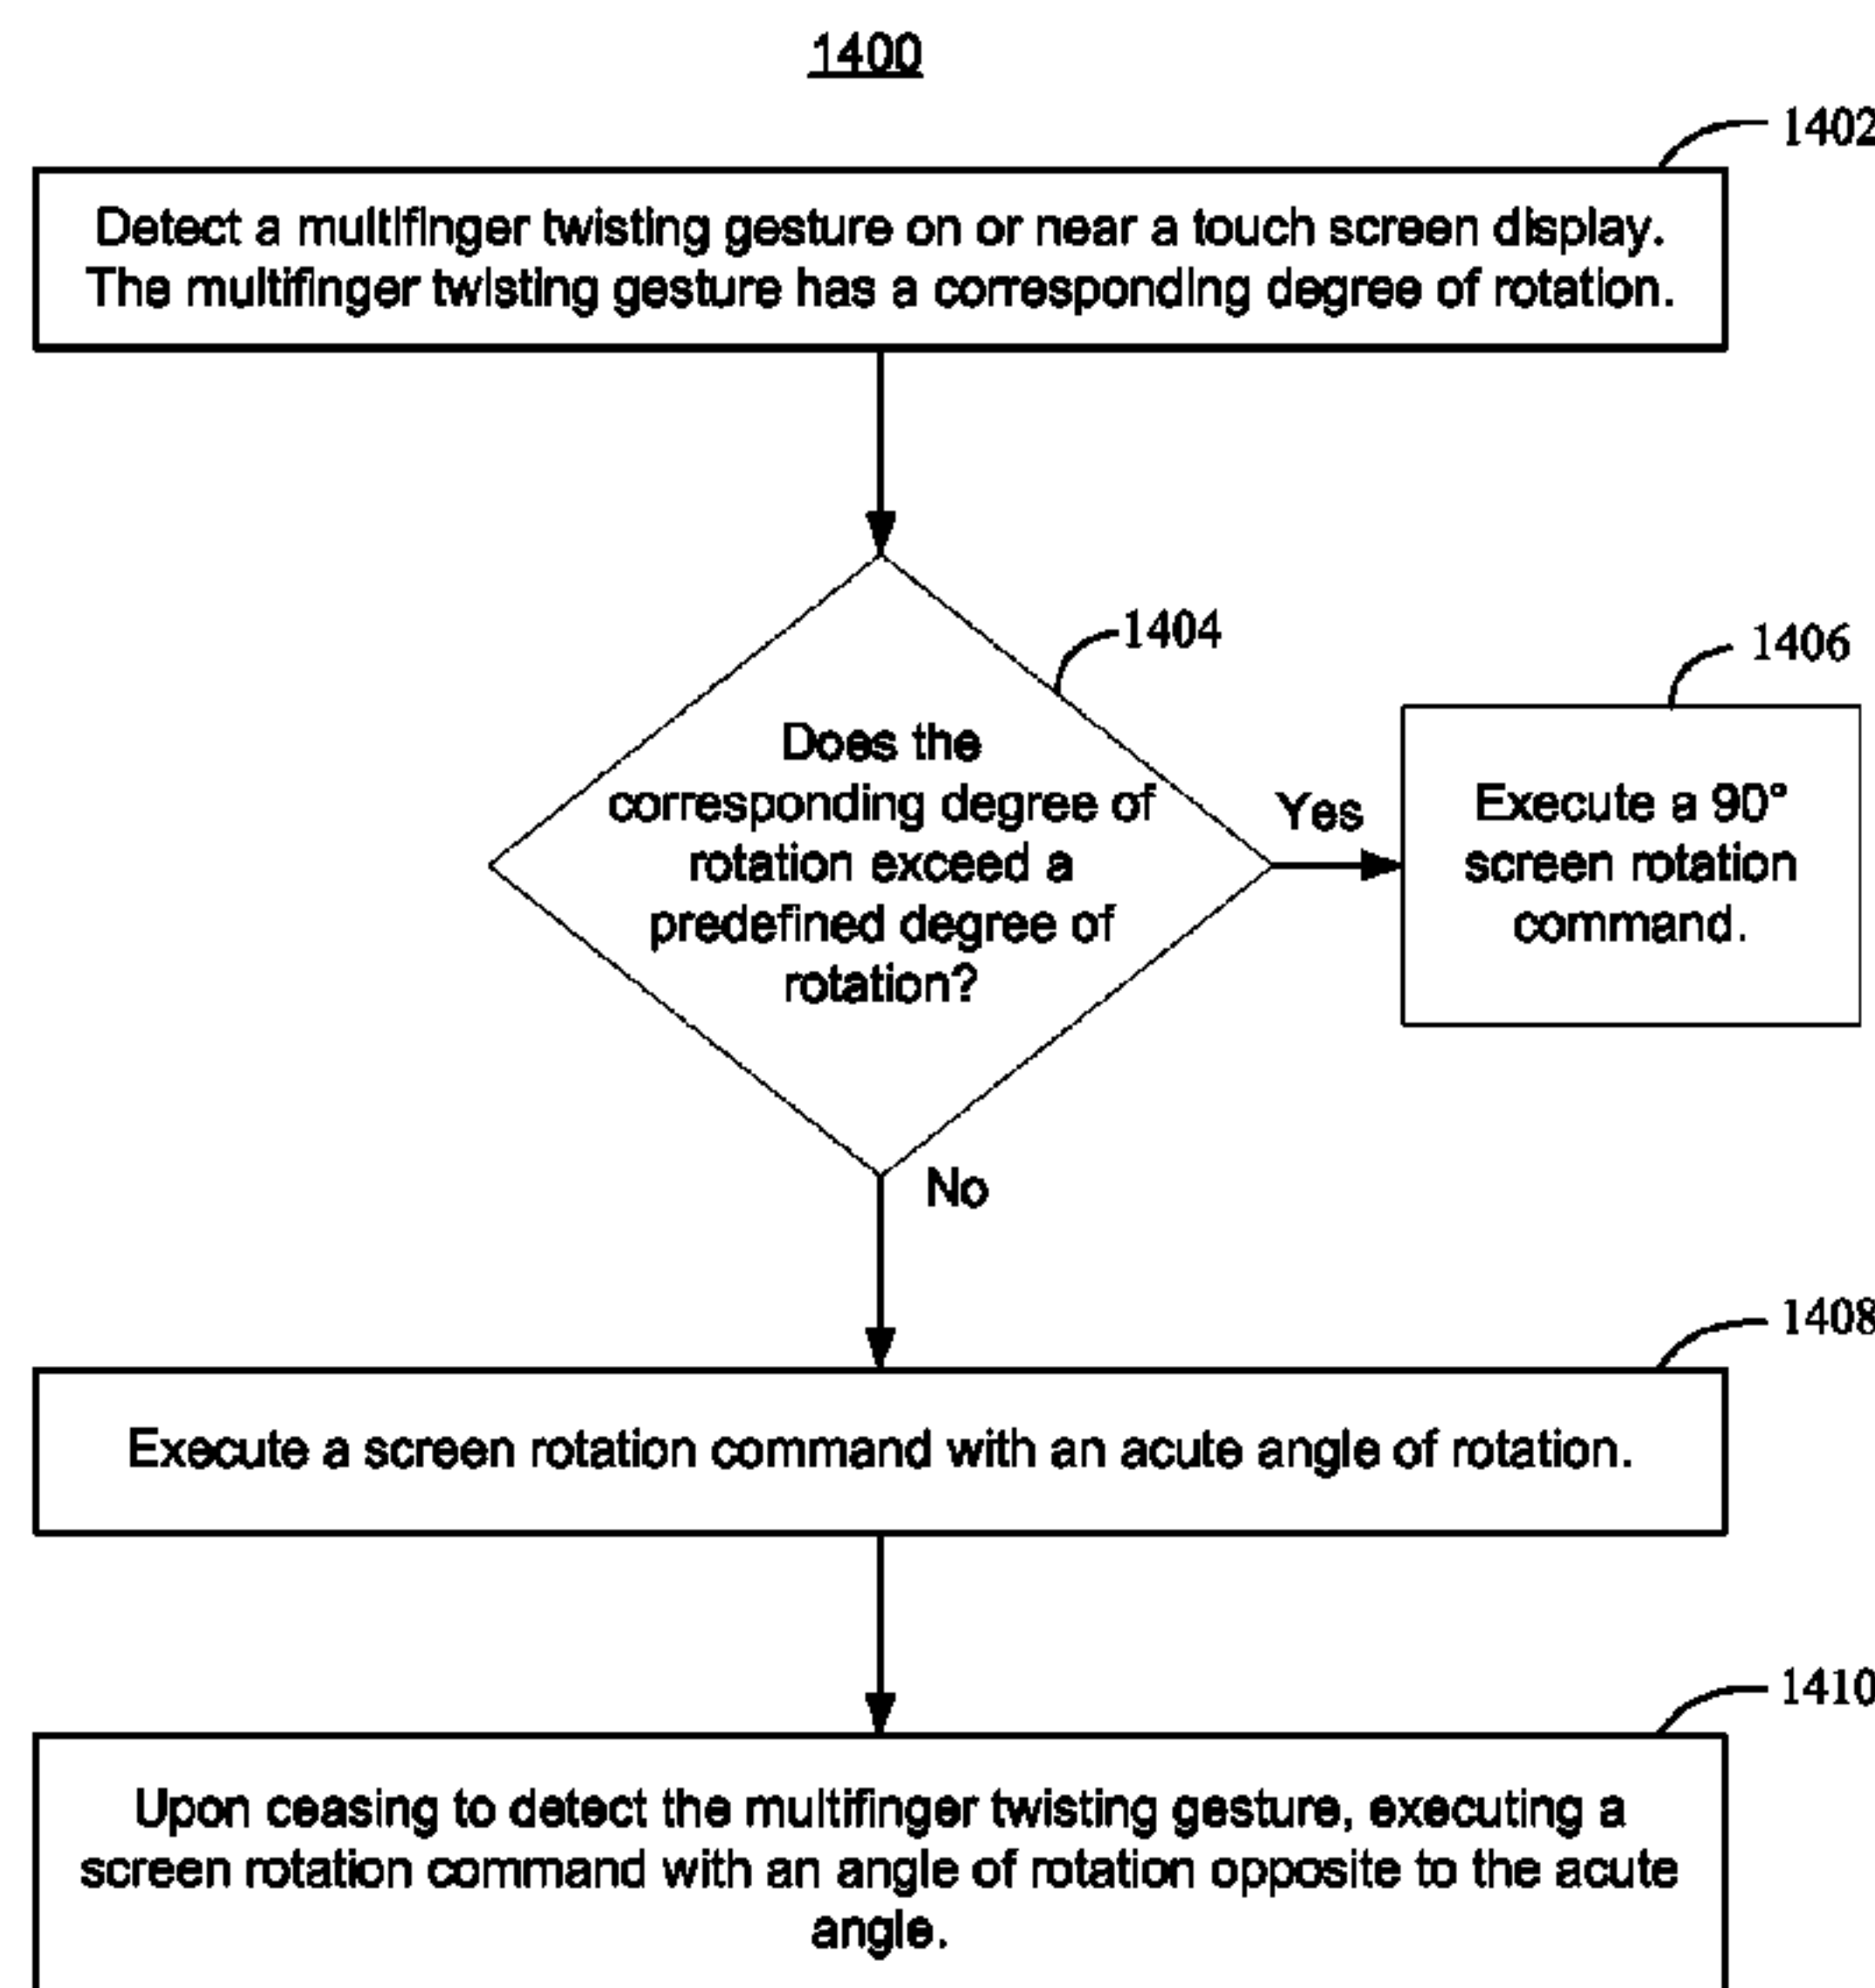 1400
1402
Detect a multifinger twisting gesture on or near a touch screen display.
The multifinger twisting gesture has a corresponding degree of rotation.
1404
1406
Does the
corresponding degree of
rotation exceed a
predefined degree of
rotation?
Yes
Execute a 90°
screen rotation
command.
No
1408
Execute a screen rotation command with an acute angle of rotation.
1410
Upon ceasing to detect the multifinger twisting gesture, executing a
screen rotation command with an angle of rotation opposite to the acute
angle.